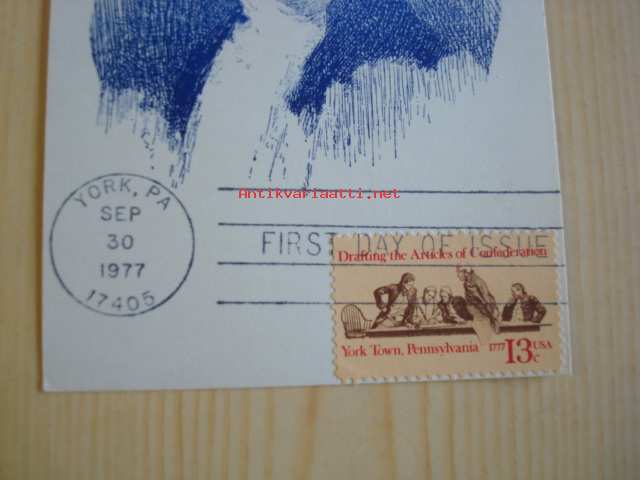 YORK, PA
SEP
30
1977
17405
Antikvariaatti.net
FIRST DAY OF ISSUE
Drafting the Articles of Confederation
York Town, Pennsylvania 1777 13c USA